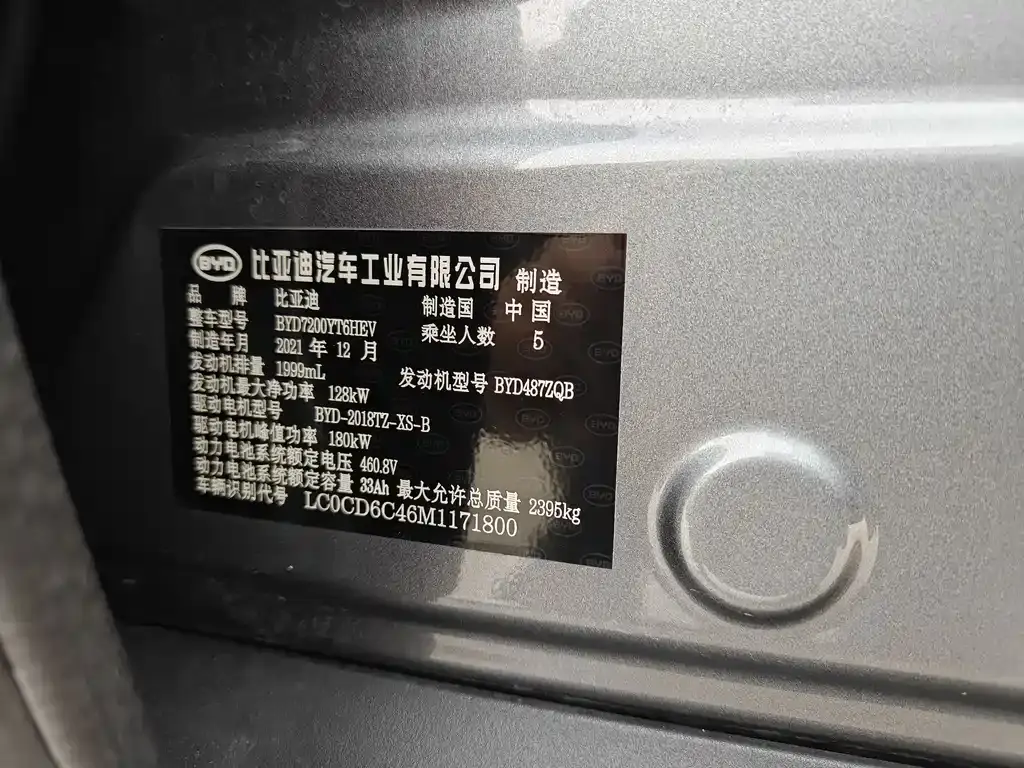 BYD 比亚迪汽车工业有限公司 制造
品 牌 比亚迪 制造国 中国
整车型号 BYD7200YT6HEV 乘坐人数 5
制造年月 2021 年 12 月
发动机排量 1999mL 发动机型号 BYD487ZQB
发动机最大净功率 128kW
驱动电机型号 BYD-2018TZ-XS-B
驱动电机峰值功率 180kW
动力电池系统额定电压 460.8V
动力电池系统额定容量 33Ah 最大允许总质量 2395kg
车辆识别代号 LC0CD6C46M1171800